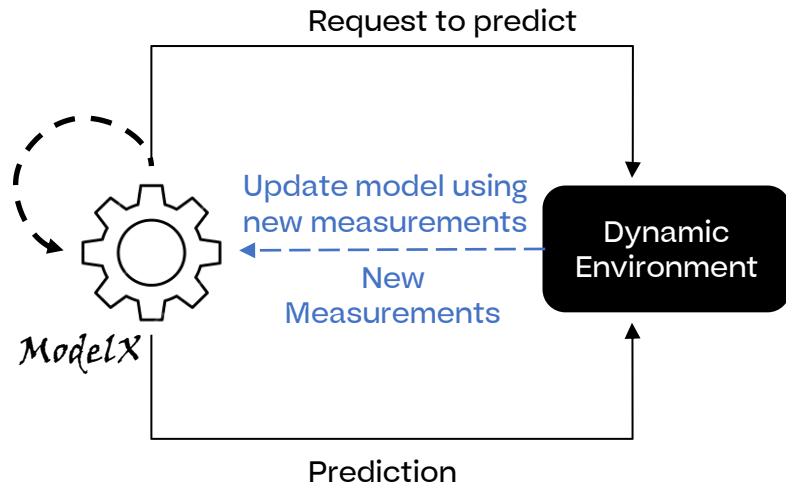 Request to predict
Update model using
new measurements
New
Measurements
Dynamic
Environment
ModelX
Prediction